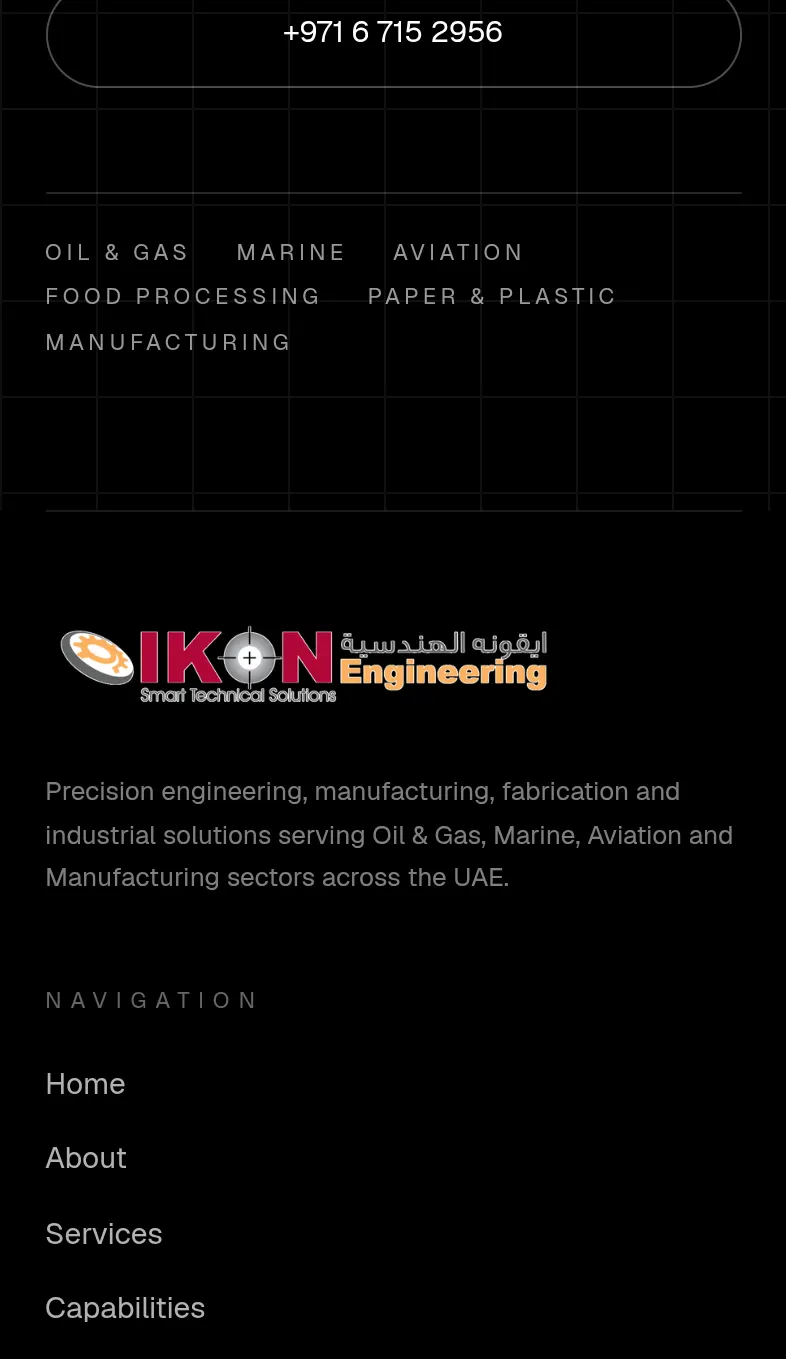 +971 6 715 2956
OIL & GAS MARINE AVIATION
FOOD PROCESSING PAPER & PLASTIC
MANUFACTURING
IKON
ايقونه الهندسية
Engineering
Smart Technical Solutions
Precision engineering, manufacturing, fabrication and
industrial solutions serving Oil & Gas, Marine, Aviation and
Manufacturing sectors across the UAE.
NAVIGATION
Home
About
Services
Capabilities